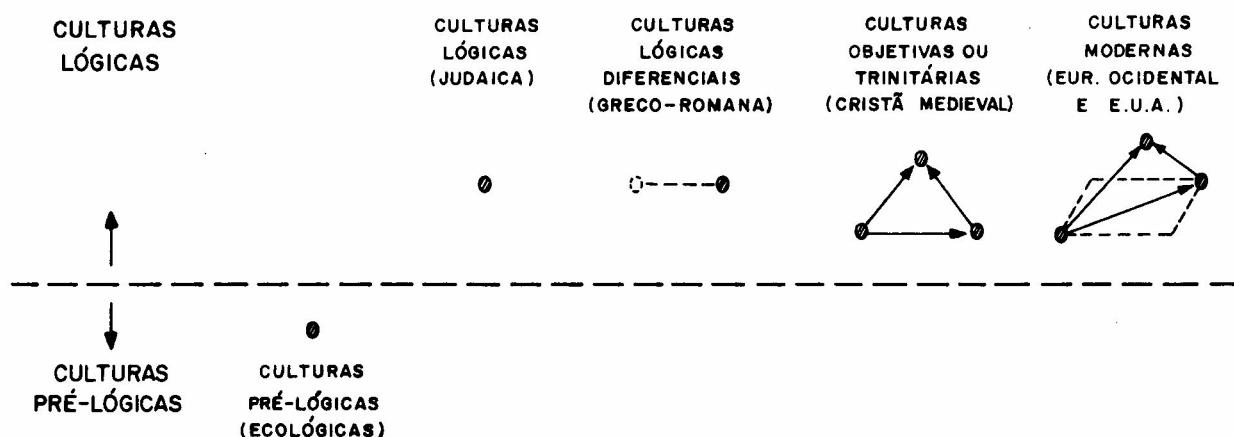 CULTURAS
LÓGICAS
CULTURAS
LÓGICAS
(JUDAICA)
CULTURAS
LÓGICAS
DIFERENCIAIS
(GRECO-ROMANA)
CULTURAS
OBJETIVAS OU
TRINITÁRIAS
(CRISTÃ MEDIEVAL)
CULTURAS
MODERNAS
(EUR. OCIDENTAL
E E.U.A.)
CULTURAS
PRÉ-LÓGICAS
CULTURAS
PRÉ-LÓGICAS
(ECOLÓGICAS)